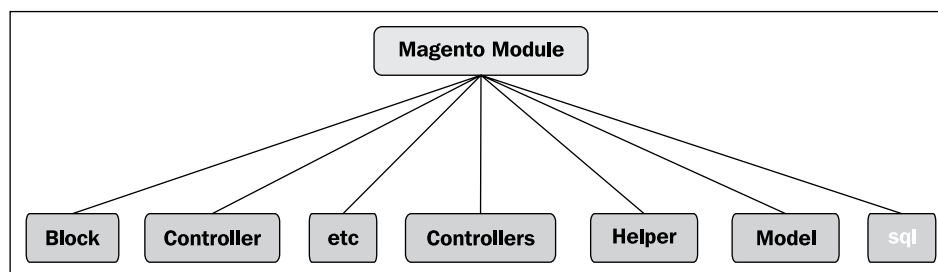 Magento Module
Block
Controller
etc
Controllers
Helper
Model
sql